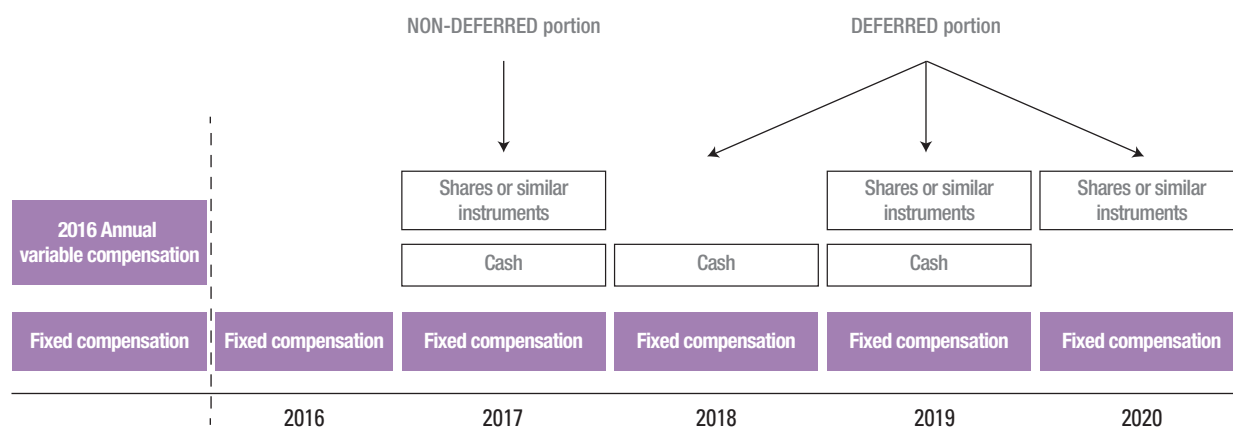 NON-DEFERRED portion
DEFERRED portion
Shares or similar
instruments
Shares or similar
instruments
Shares or similar
instruments
2016 Annual
variable compensation
Cash
Cash
Cash
Fixed compensation
Fixed compensation
Fixed compensation
Fixed compensation
Fixed compensation
Fixed compensation
2016
2017
2018
2019
2020